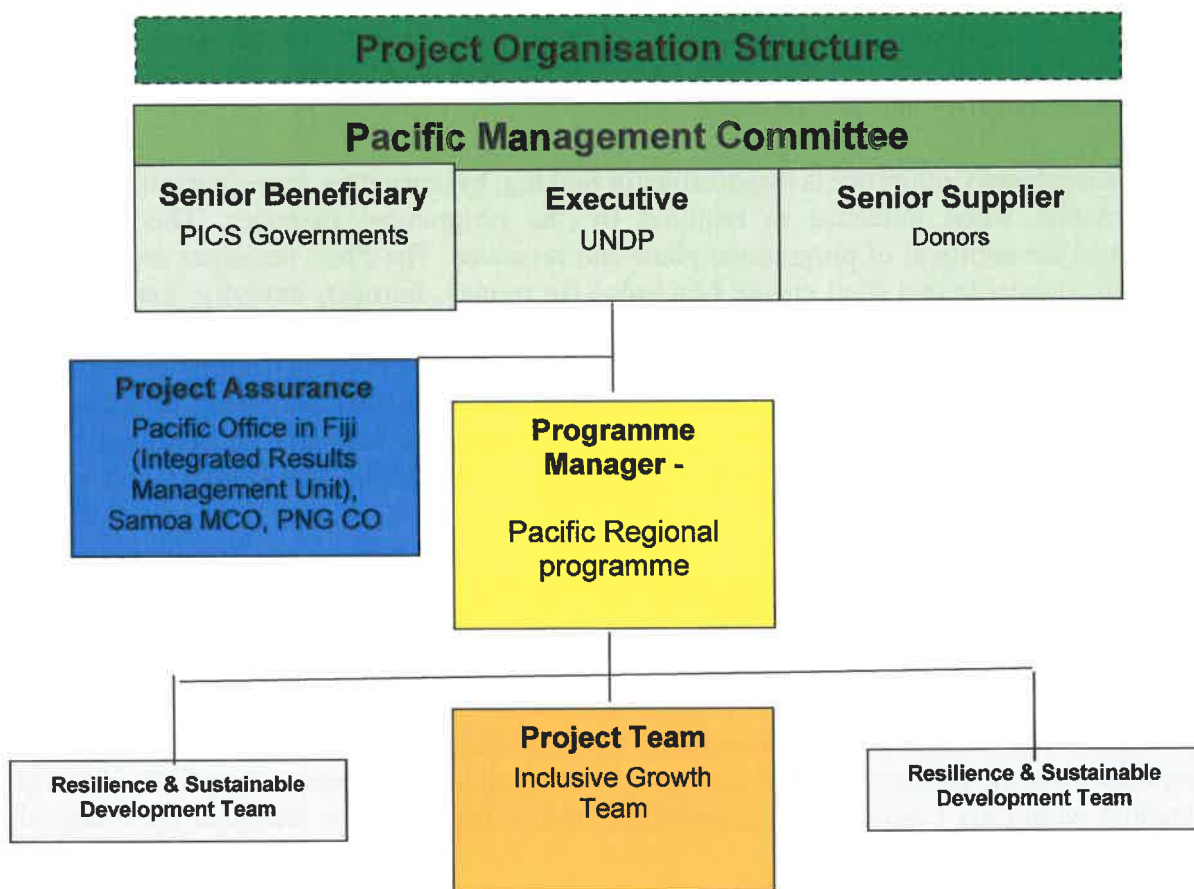 Project Organisation Structure
Pacific Management Committee
Senior Beneficiary
PICS Governments
Executive
UNDP
Senior Supplier
Donors
Project Assurance
Pacific Office in Fiji
(Integrated Results
Management Unit),
Samoa MCO, PNG CO
Programme
Manager -
Pacific Regional
programme
Resilience & Sustainable
Development Team
Project Team
Inclusive Growth
Team
Resilience & Sustainable
Development Team